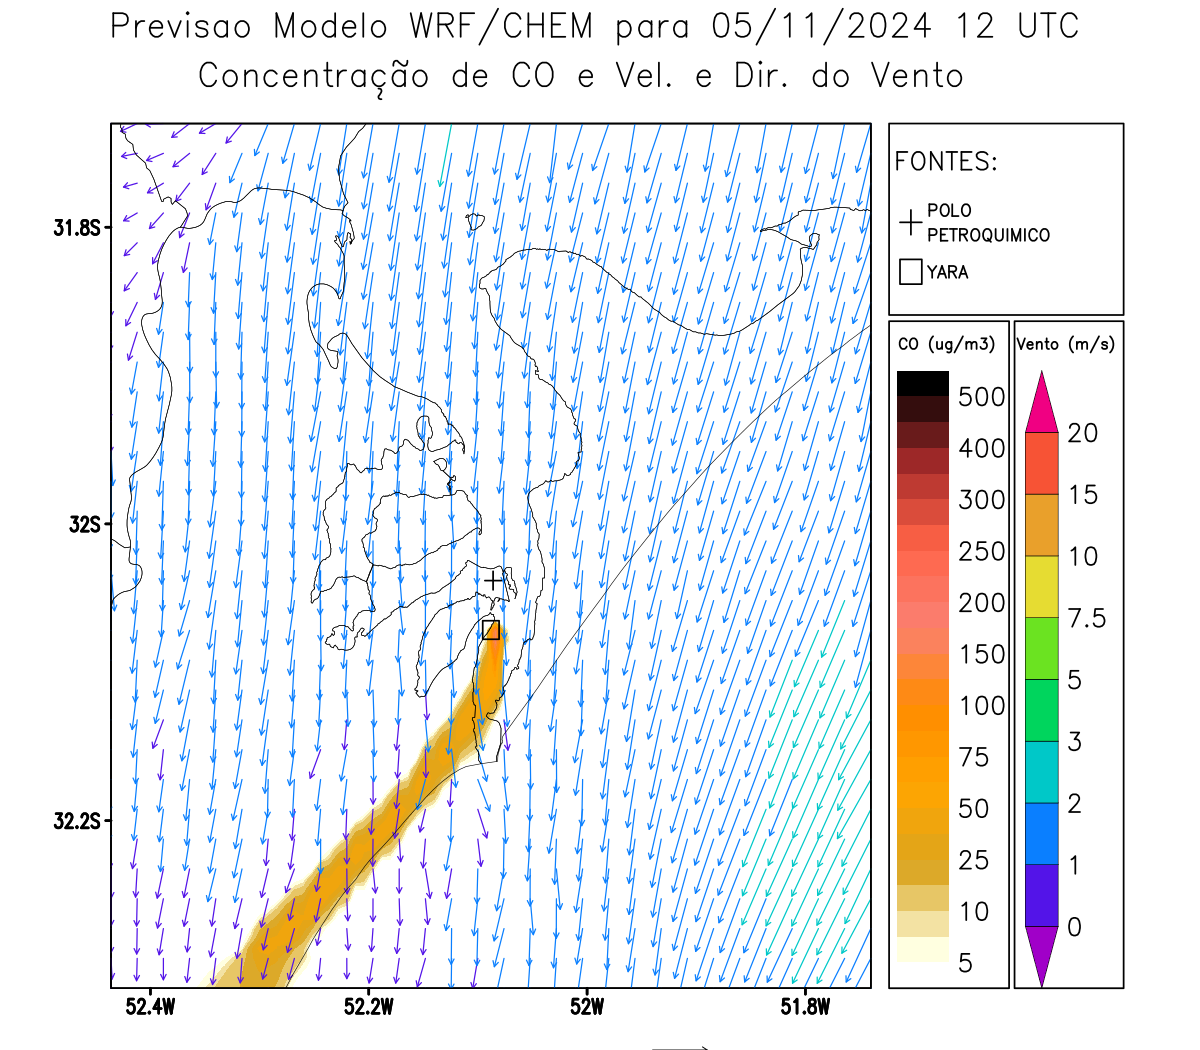 Previsao Modelo WRF/CHEM para 05/11/2024 12 UTC
Concentração de CO e Vel. e Dir. do Vento
FONTES:
POLO
PETROQUIMICO
YARA
CO (ug/m3)
500
400
300
250
200
150
100
75
50
25
10
5
Vento (m/s)
20
15
10
7.5
5
3
2
1
0
31.8S
32S
32.2S
52.4W
52.2W
52W
51.8W